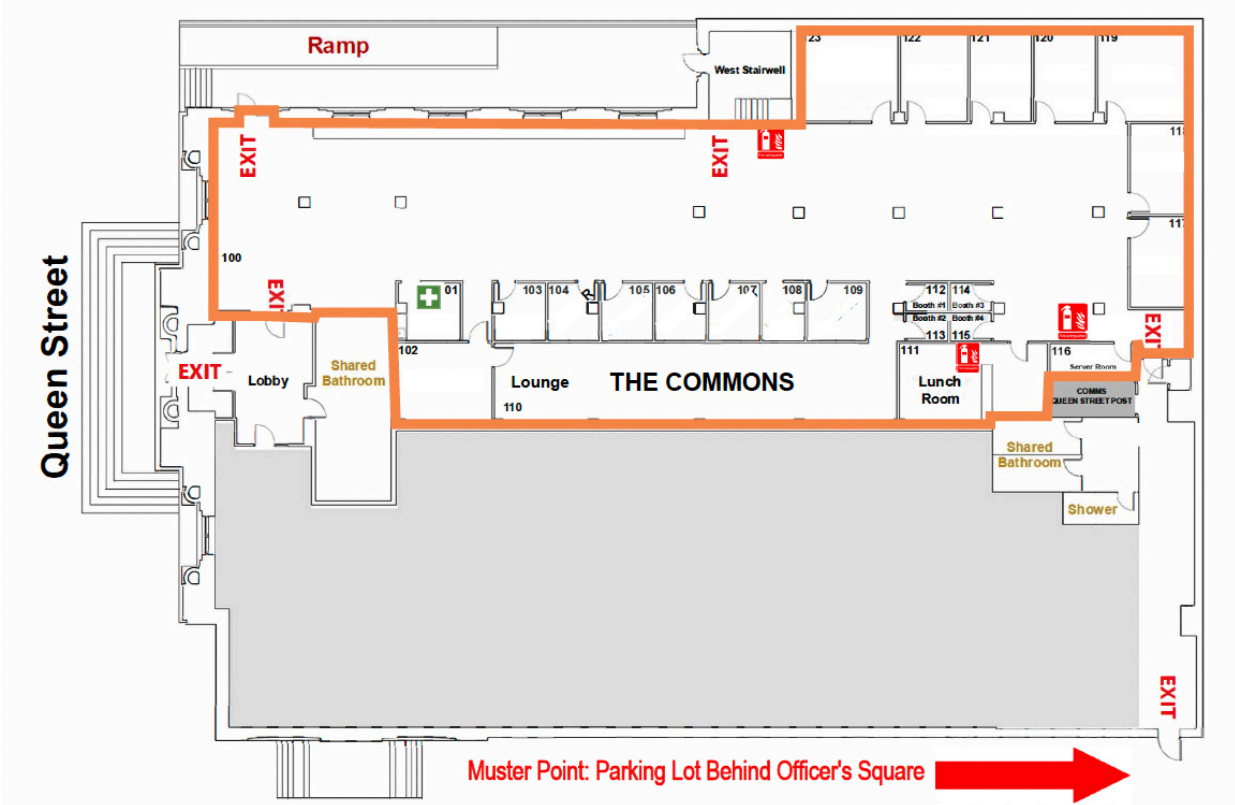 Ramp
West Stairwell
23
122
121
120
119
118
117
EXIT
EXIT
100
Queen Street
EXIT
01
103
104
105
106
107
108
109
112
114
Booth #1
Booth #3
Booth #2
Booth #4
113
115
EXIT
EXIT
Lobby
Shared
Bathroom
102
Lounge
THE COMMONS
110
111
Lunch
Room
116
Server Room
COMMS
QUEEN STREET POST
Shared
Bathroom
Shower
EXIT
Muster Point: Parking Lot Behind Officer's Square